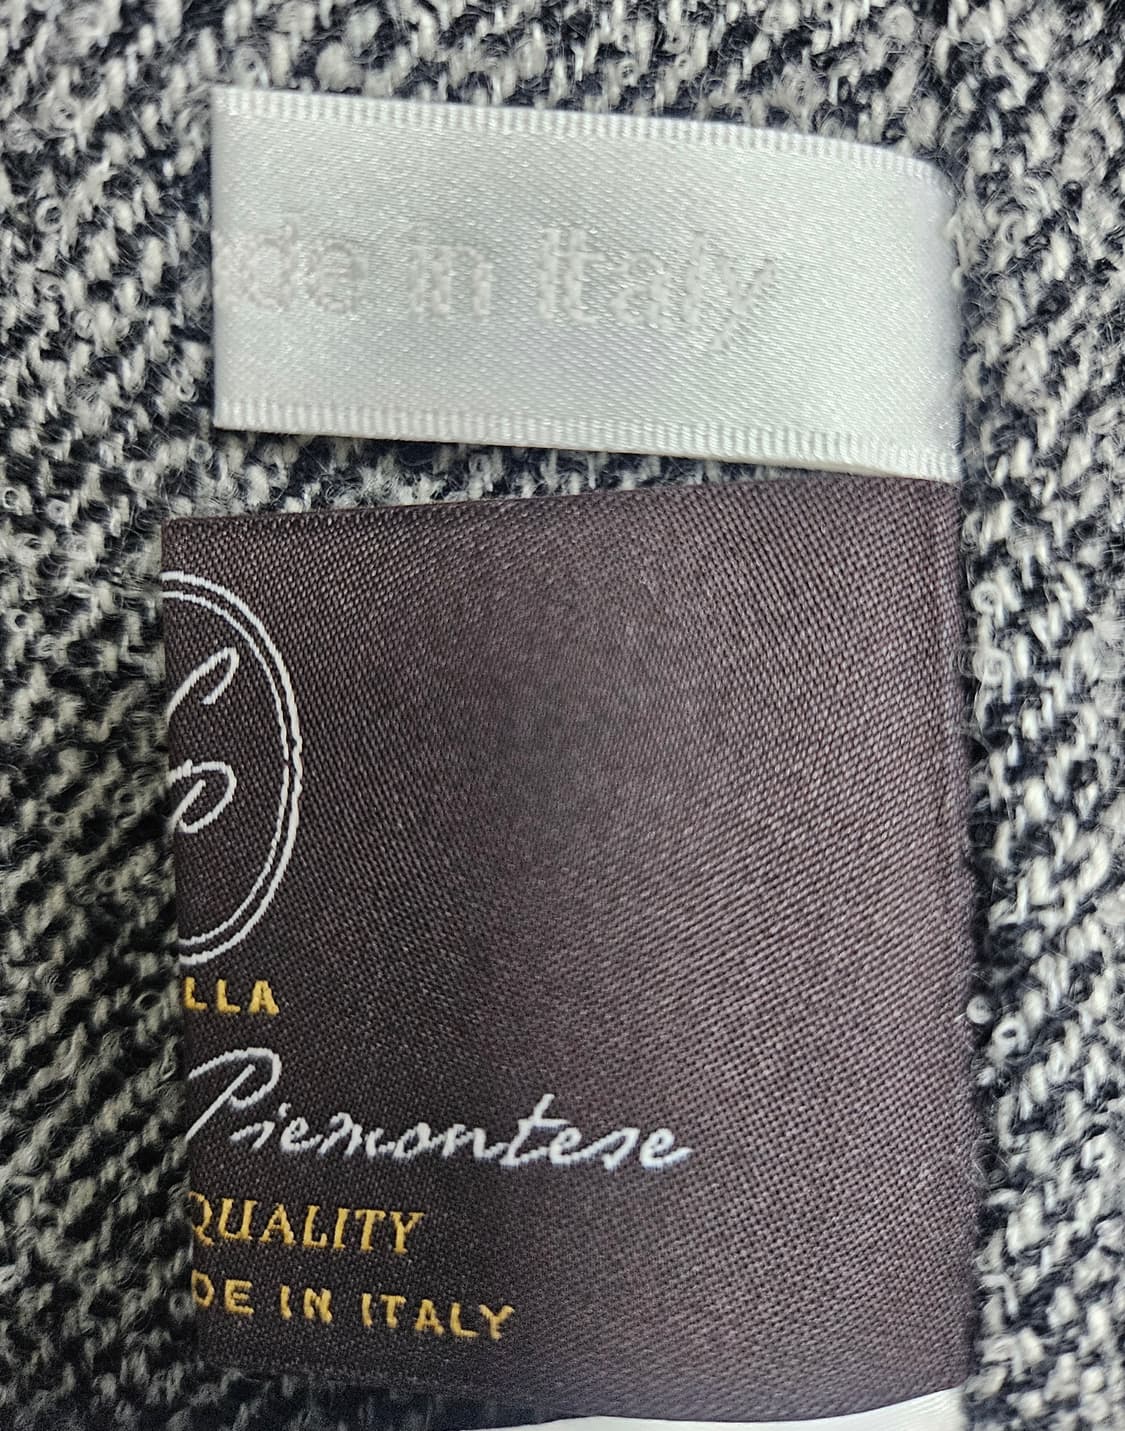 de in Italy
LLA
Piemontese
QUALITY
DE IN ITALY